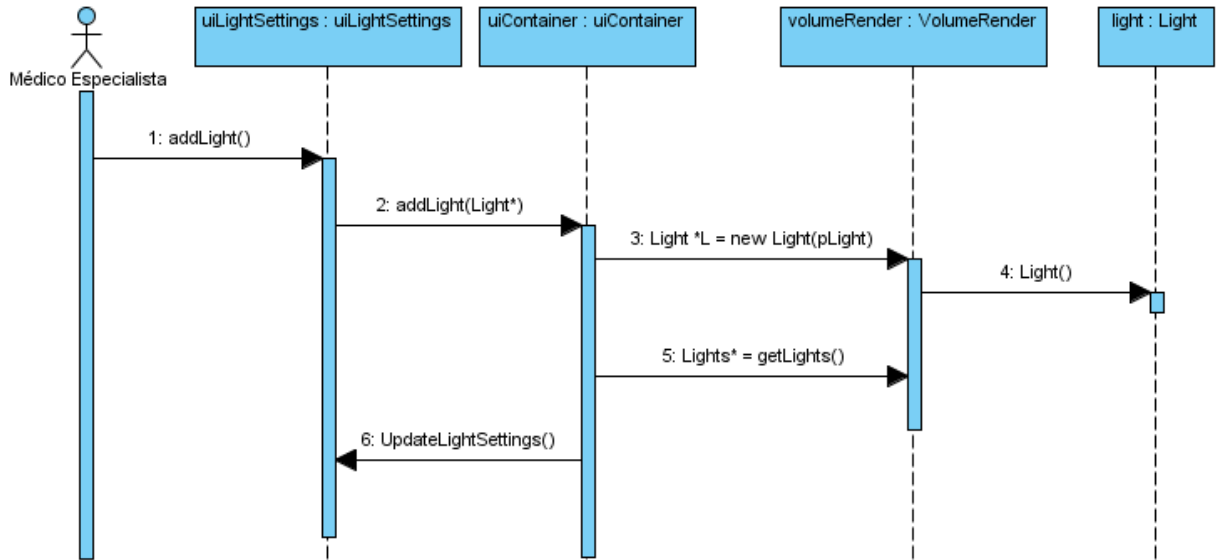 uiLightSettings : uiLightSettings
uiContainer : uiContainer
volumeRender : VolumeRender
light : Light
Médico Especialista
1: addLight()
2: addLight(Light*)
3: Light *L = new Light(pLight)
4: Light()
5: Lights* = getLights()
6: UpdateLightSettings()